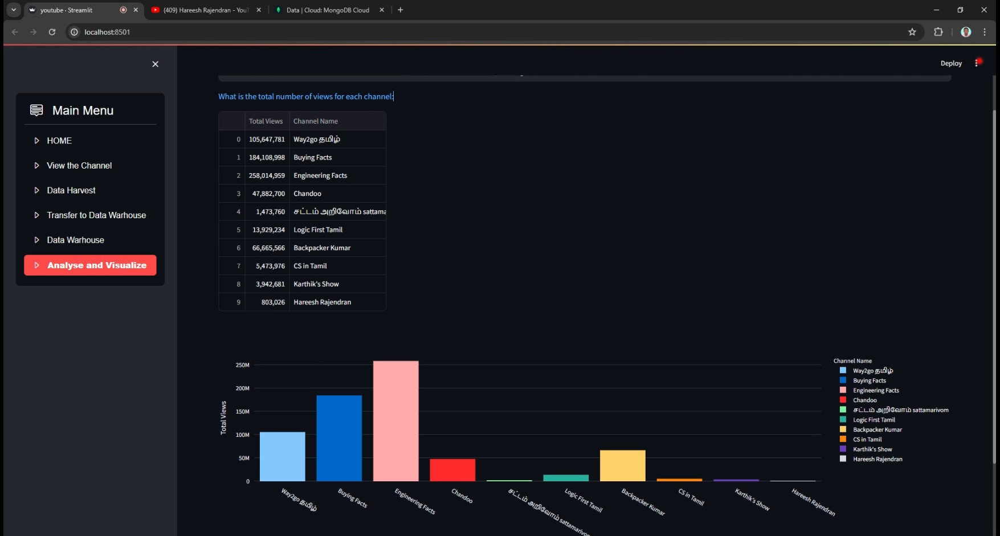 youtube · Streamlit
(409) Hareesh Rajendran - YouT
Data | Cloud: MongoDB Cloud
localhost:8501
Deploy
Main Menu
HOME
View the Channel
Data Harvest
Transfer to Data Warhouse
Data Warhouse
Analyse and Visualize
What is the total number of views for each channel:
Total Views Channel Name
0 105,647,781 Way2go தமிழ்
1 184,108,998 Buying Facts
2 258,014,959 Engineering Facts
3 47,882,700 Chandoo
4 1,473,760 சட்டம் அறிவோம் sattama
5 13,929,234 Logic First Tamil
6 66,665,566 Backpacker Kumar
7 5,473,976 CS in Tamil
8 3,942,681 Karthik's Show
9 803,026 Hareesh Rajendran
Total Views
250M
200M
150M
100M
50M
0
Way2go தமிழ்
Buying Facts
Engineering Facts
Chandoo
சட்டம் அறிவோம் sattamarivom
Logic First Tamil
Backpacker Kumar
CS in Tamil
Karthik's Show
Hareesh Rajendran
Channel Name
Way2go தமிழ்
Buying Facts
Engineering Facts
Chandoo
சட்டம் அறிவோம் sattamarivom
Logic First Tamil
Backpacker Kumar
CS in Tamil
Karthik's Show
Hareesh Rajendran